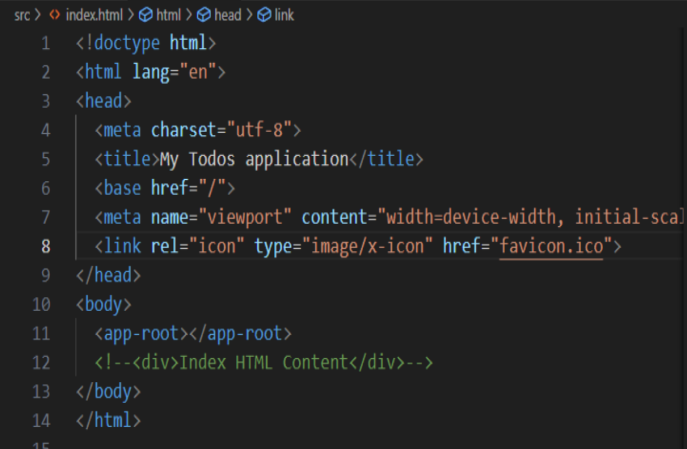 src > index.html > html > head > link
1 <!doctype html>
2 <html lang="en">
3 <head>
4 <meta charset="utf-8">
5 <title>My Todos application</title>
6 <base href="/">
7 <meta name="viewport" content="width=device-width, initial-scal
8 <link rel="icon" type="image/x-icon" href="favicon.ico">
9 </head>
10 <body>
11 <app-root></app-root>
12 <!--<div>Index HTML Content</div>-->
13 </body>
14 </html>
15